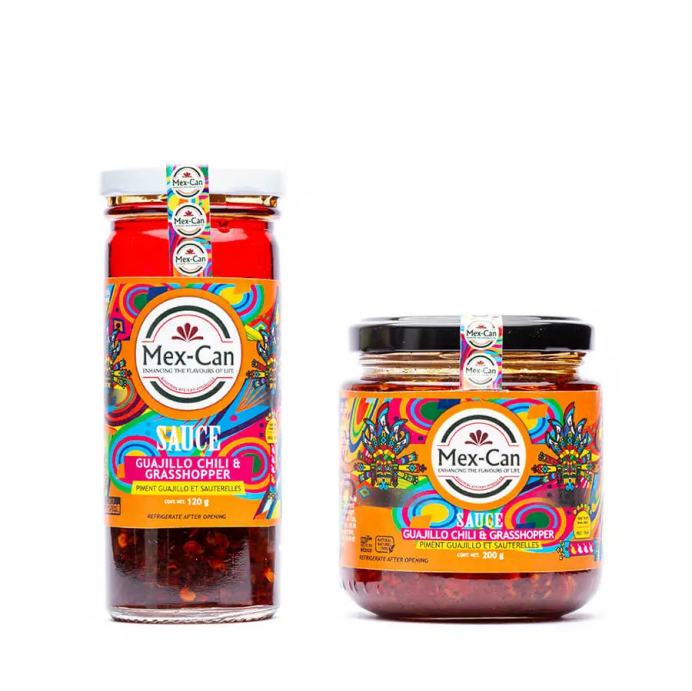 Mex-Can
Mex-Can
Mex-Can
Mex-Can
ENHANCING THE FLAVOURS OF LIFE
SAUCE
GUAJILLO CHILI &
GRASSHOPPER
PIMENT GUAJILLO ET SAUTERELLES
CONT. NET. 120 g
REFRIGERATE AFTER OPENING
Mex-Can
Mex-Can
Mex-Can
ENHANCING THE FLAVOURS OF LIFE
SAUCE
GUAJILLO CHILI & GRASSHOPPER
PIMENT GUAJILLO ET SAUTERELLES
CONT. NET. 200 g
REFRIGERATE AFTER OPENING